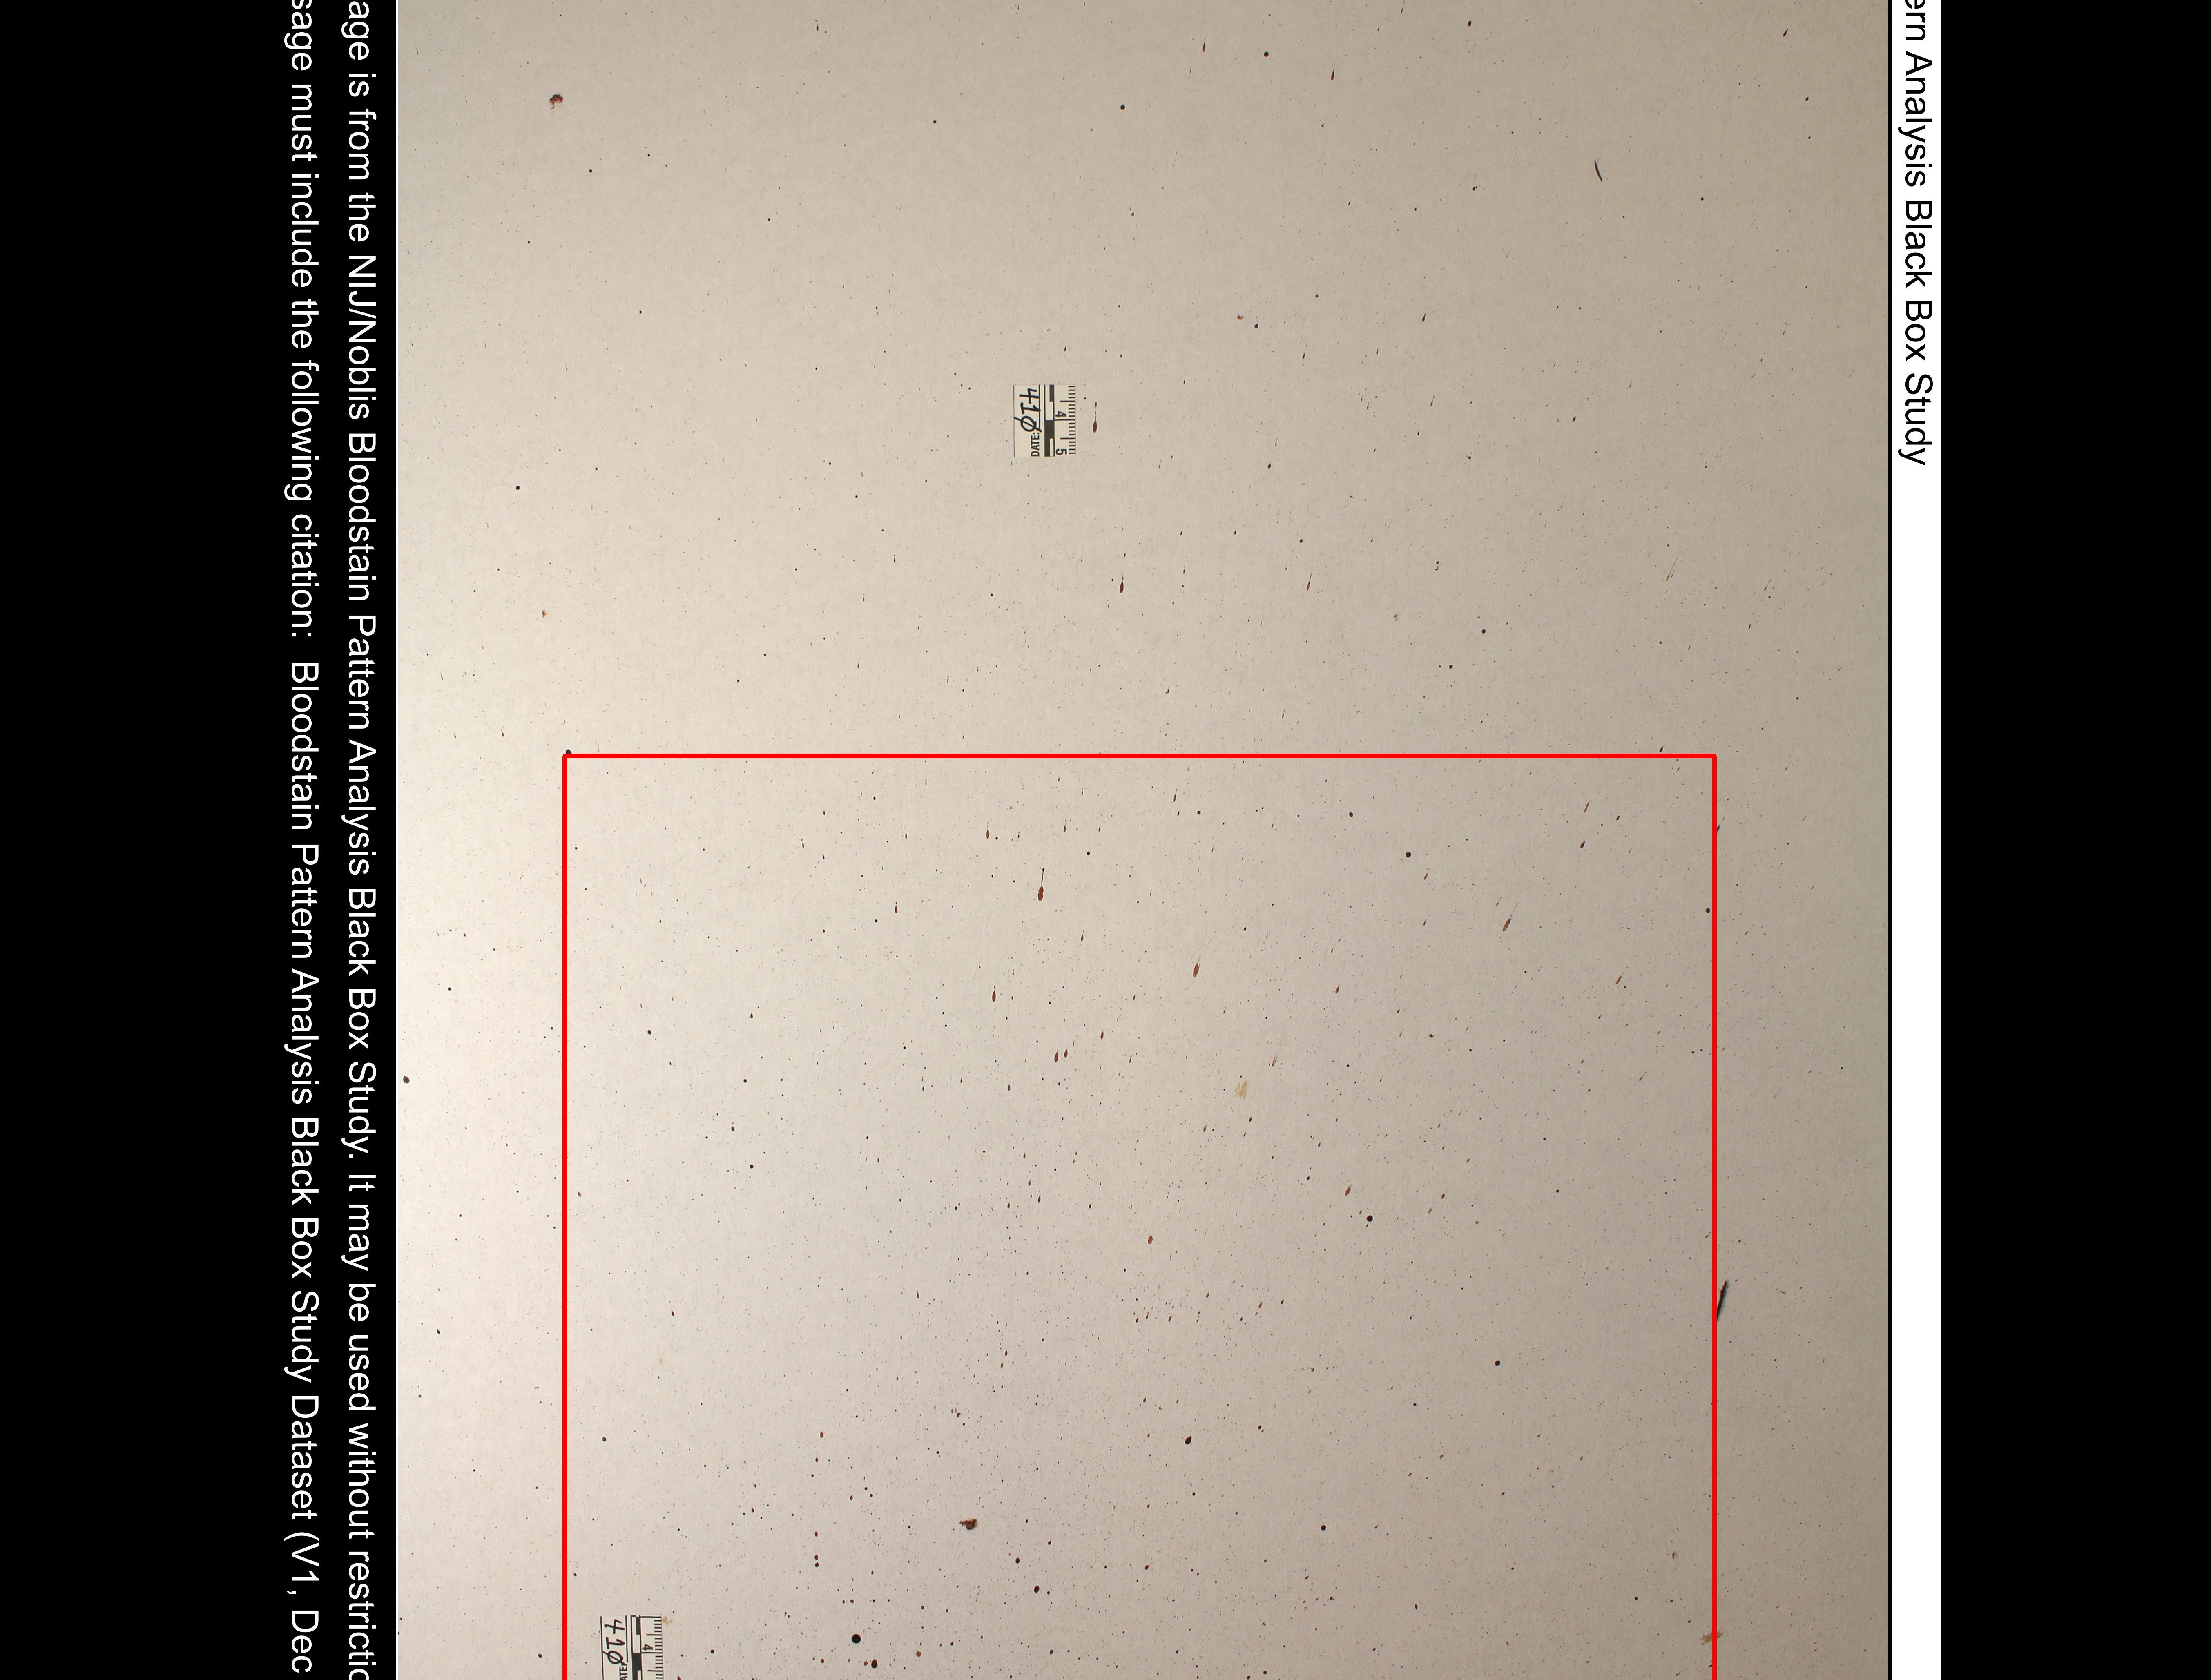 ern Analysis Black Box Study
4 5
DATE:
410
4
410
age is from the NIJ/Noblis Bloodstain Pattern Analysis Black Box Study. It may be used without restrictio
sage must include the following citation: Bloodstain Pattern Analysis Black Box Study Dataset (V1, Dec